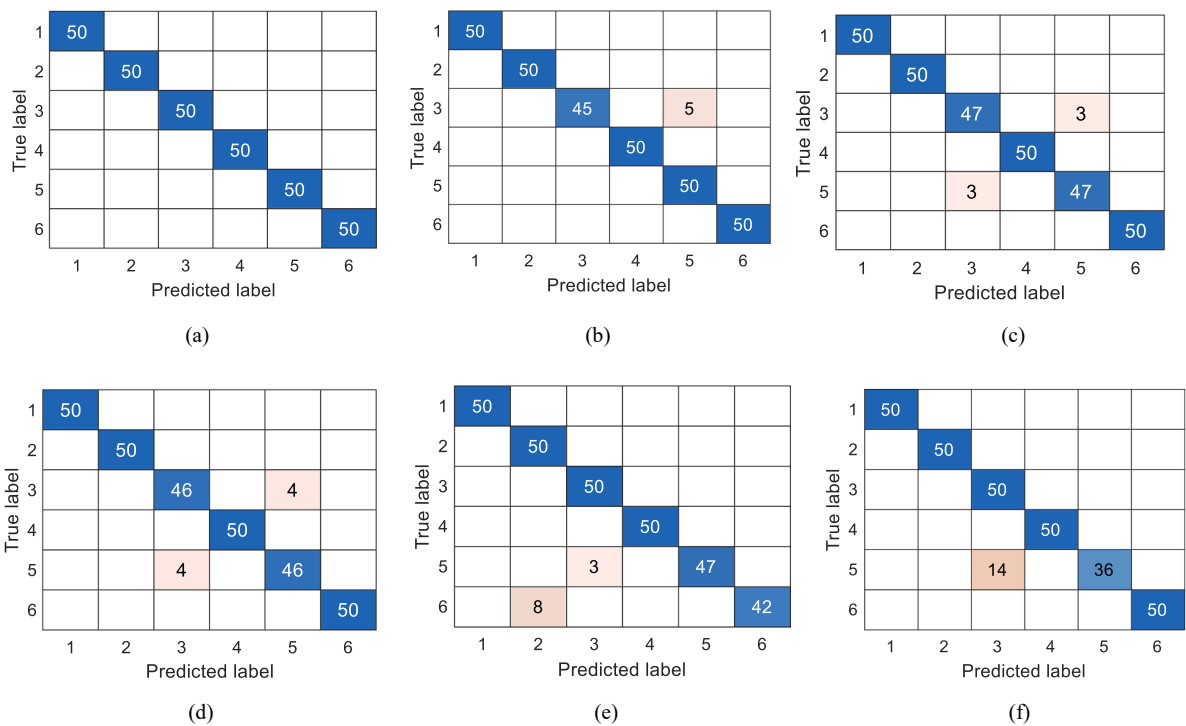 True label
1 50
2 50
3 50
4 50
5 50
6 50
1 2 3 4 5 6
Predicted label
(a)
True label
1 50
2 50
3 45 5
4 50
5 50
6 50
1 2 3 4 5 6
Predicted label
(b)
True label
1 50
2 50
3 47 3
4 50
5 3 47
6 50
1 2 3 4 5 6
Predicted label
(c)
True label
1 50
2 50
3 46 4
4 50
5 4 46
6 50
1 2 3 4 5 6
Predicted label
(d)
True label
1 50
2 50
3 50
4 50
5 3 47
6 8 42
1 2 3 4 5 6
Predicted label
(e)
True label
1 50
2 50
3 50
4 50
5 14 36
6 50
1 2 3 4 5 6
Predicted label
(f)